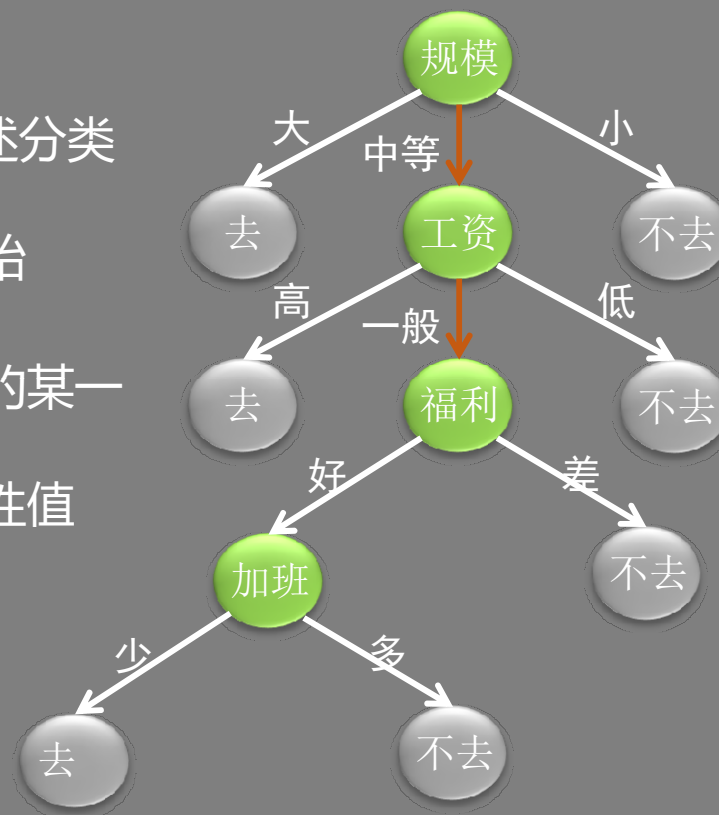 述分类
始
的某一
性值
规模
大
中等
小
去
工资
不去
高
一般
低
去
福利
不去
好
差
加班
不去
少
多
去
不去